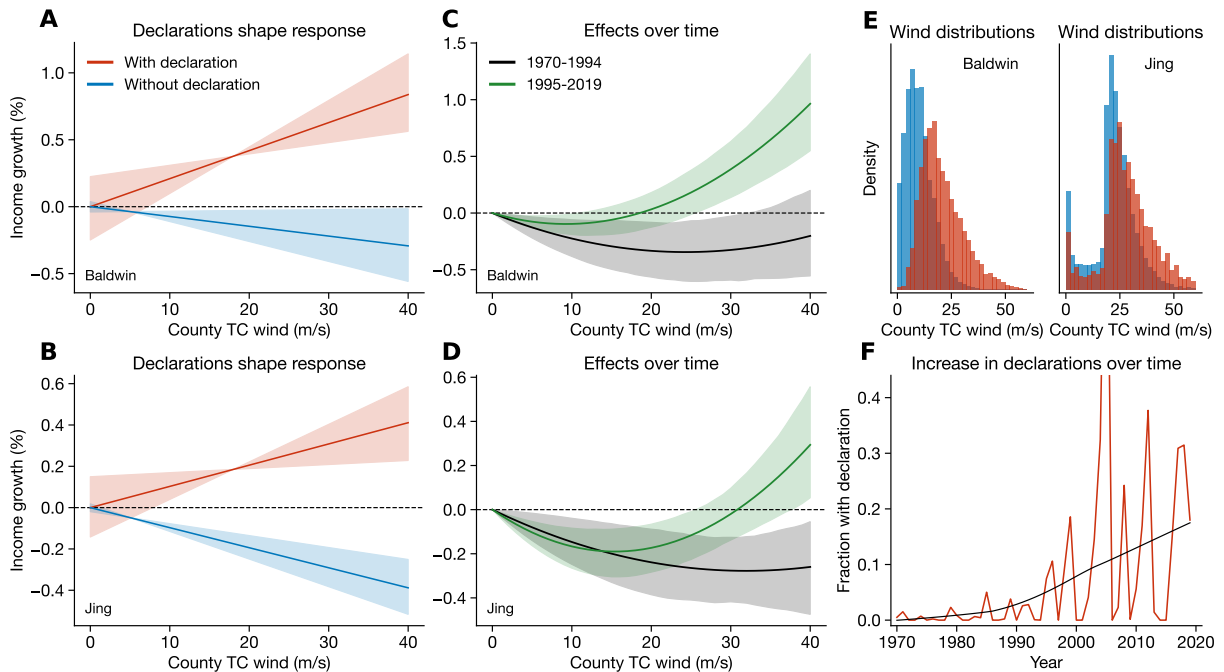 A
Declarations shape response
With declaration
Without declaration
Income growth (%)
1.0
0.5
0.0
−0.5
Baldwin
0
10
20
30
40
County TC wind (m/s)
C
Effects over time
1970-1994
1995-2019
1.5
1.0
0.5
0.0
−0.5
Baldwin
0
10
20
30
40
County TC wind (m/s)
E
Wind distributions
Baldwin
Density
0
25
50
County TC wind (m/s)
Wind distributions
Jing
0
25
50
County TC wind (m/s)
B
Declarations shape response
Income growth (%)
0.6
0.4
0.2
0.0
−0.2
−0.4
Jing
0
10
20
30
40
County TC wind (m/s)
D
Effects over time
0.6
0.4
0.2
0.0
−0.2
−0.4
Jing
0
10
20
30
40
County TC wind (m/s)
F
Increase in declarations over time
Fraction with declaration
0.4
0.3
0.2
0.1
0.0
1970
1980
1990
2000
2010
2020
Year